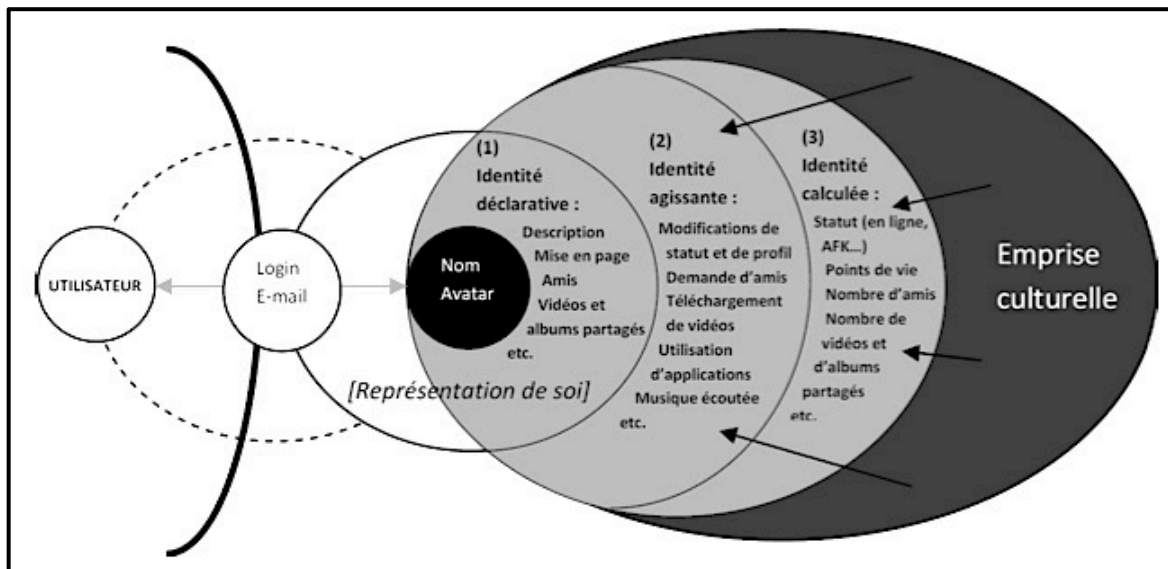 UTILISATEUR
Login
E-mail
Nom
Avatar
(1)
Identité
déclarative :
Description
Mise en page
Amis
Vidéos et
albums partagés
etc.
[Représentation de soi]
(2)
Identité
agissante :
Modifications de
statut et de profil
Demande d'amis
Téléchargement
de vidéos
Utilisation
d'applications
Musique écoutée
etc.
(3)
Identité
calculée :
Statut (en ligne,
AFK...)
Points de vie
Nombre d'amis
Nombre de
vidéos et
d'albums
partagés
etc.
Emprise
culturelle